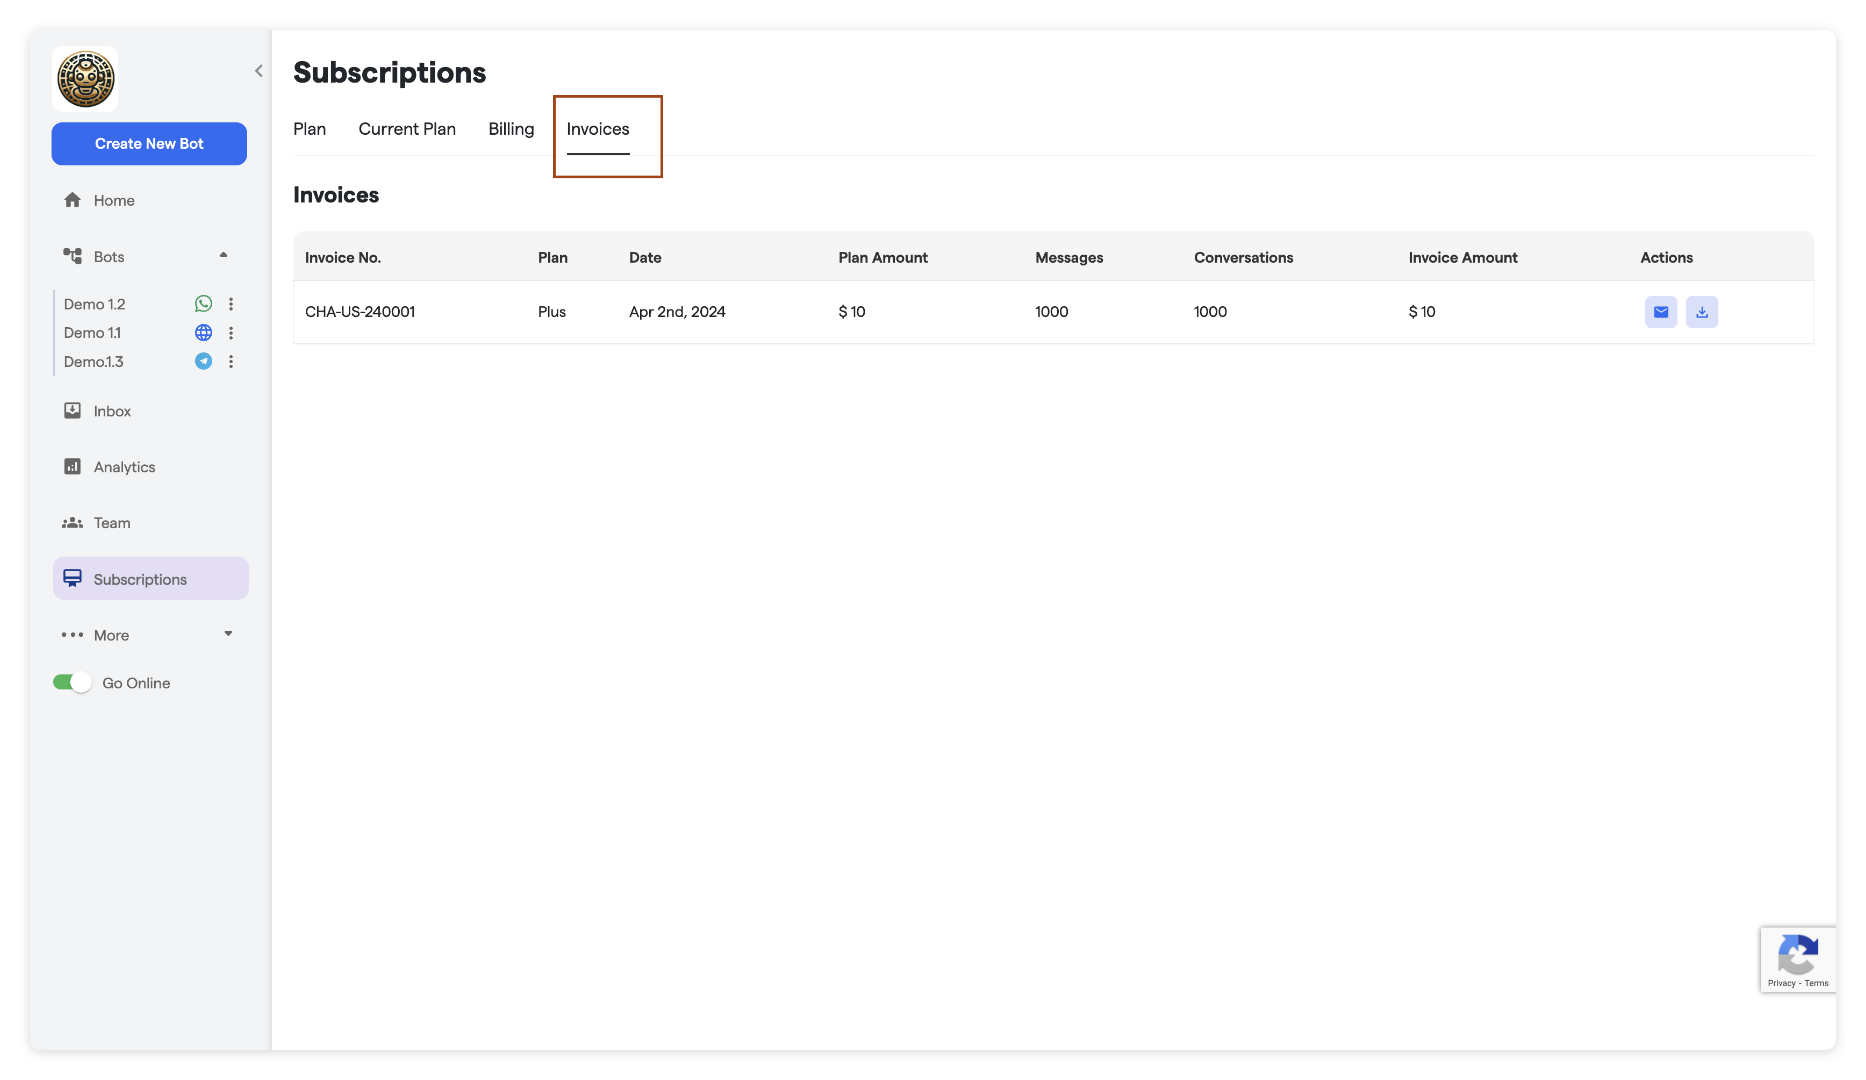 Create New Bot
Home
Bots
Demo 1.2
Demo 1.1
Demo.1.3
Inbox
Analytics
Team
Subscriptions
More
Go Online
Subscriptions
Plan Current Plan Billing Invoices
Invoices
Invoice No. Plan Date Plan Amount Messages Conversations Invoice Amount Actions
CHA-US-240001 Plus Apr 2nd, 2024 $ 10 1000 1000 $ 10
Privacy - Terms